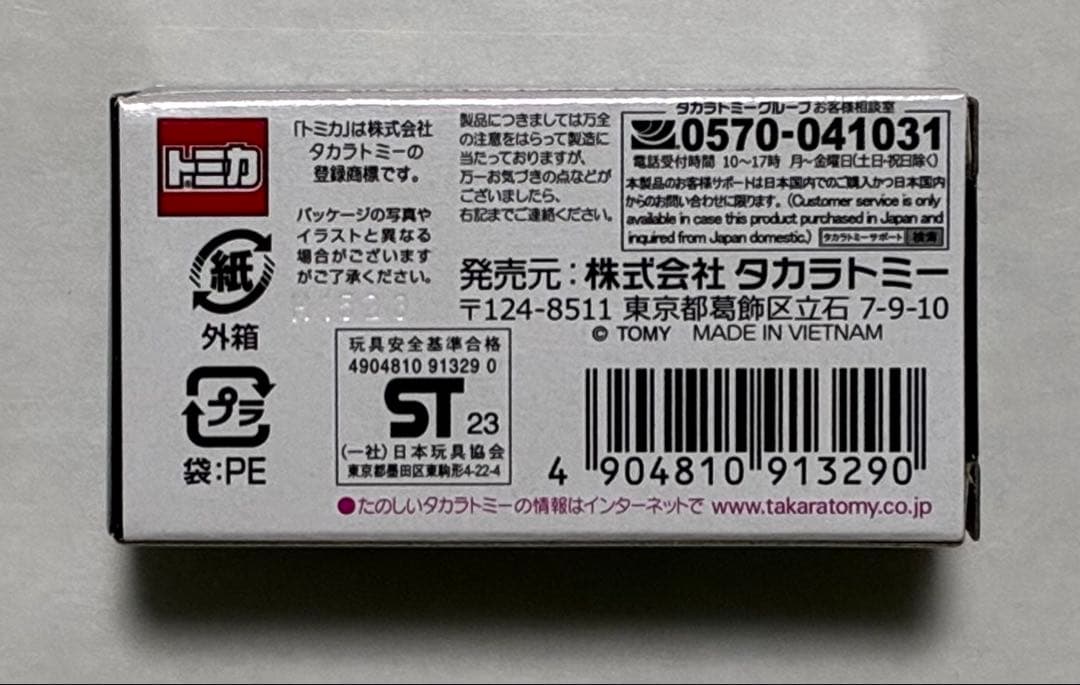 トミカ
「トミカ」は株式会社
タカラトミーの
登録商標です。
パッケージの写真や
イラストと異なる
場合がございます
がご了承ください。
紙
外箱
プラ
袋:PE
製品につきましては万全
の注意をはらって製造に
当たっておりますが、
万一お気づきの点などが
ございましたら、
右記までご連絡ください。
タカラトミーグループお客様相談室
0570-041031
電話受付時間 10〜17時 月〜金曜日(土日・祝日除く)
本製品のお客様サポートは日本国内でのご購入かつ日本国内
からのお問い合わせに限ります。(Customer service is only
available in case this product purchased in Japan and
inquired from Japan domestic.) タカラトミーサポート 検索
発売元:株式会社 タカラトミー
〒124-8511 東京都葛飾区立石 7-9-10
© TOMY MADE IN VIETNAM
玩具安全基準合格
4904810 91329 0
ST 23
(一社)日本玩具協会
東京都墨田区東駒形4-22-4
4 904810 913290
●たのしいタカラトミーの情報はインターネットで www.takaratomy.co.jp